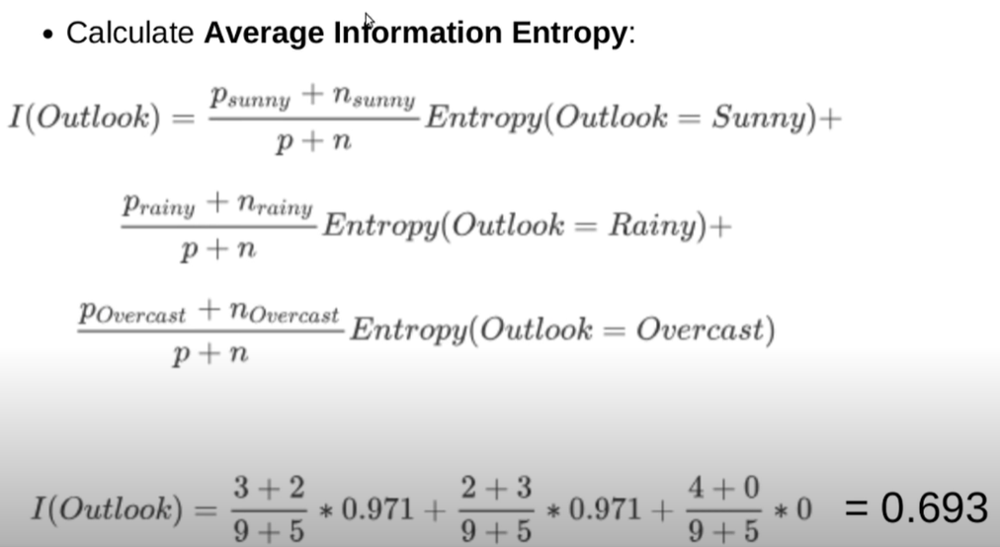 • Calculate Average Information Entropy:
I(Outlook) = \frac{p_{sunny} + n_{sunny}}{p + n} Entropy(Outlook = Sunny)+
\frac{p_{rainy} + n_{rainy}}{p + n} Entropy(Outlook = Rainy)+
\frac{p_{Overcast} + n_{Overcast}}{p + n} Entropy(Outlook = Overcast)
I(Outlook) = \frac{3 + 2}{9 + 5} * 0.971 + \frac{2 + 3}{9 + 5} * 0.971 + \frac{4 + 0}{9 + 5} * 0 = 0.693